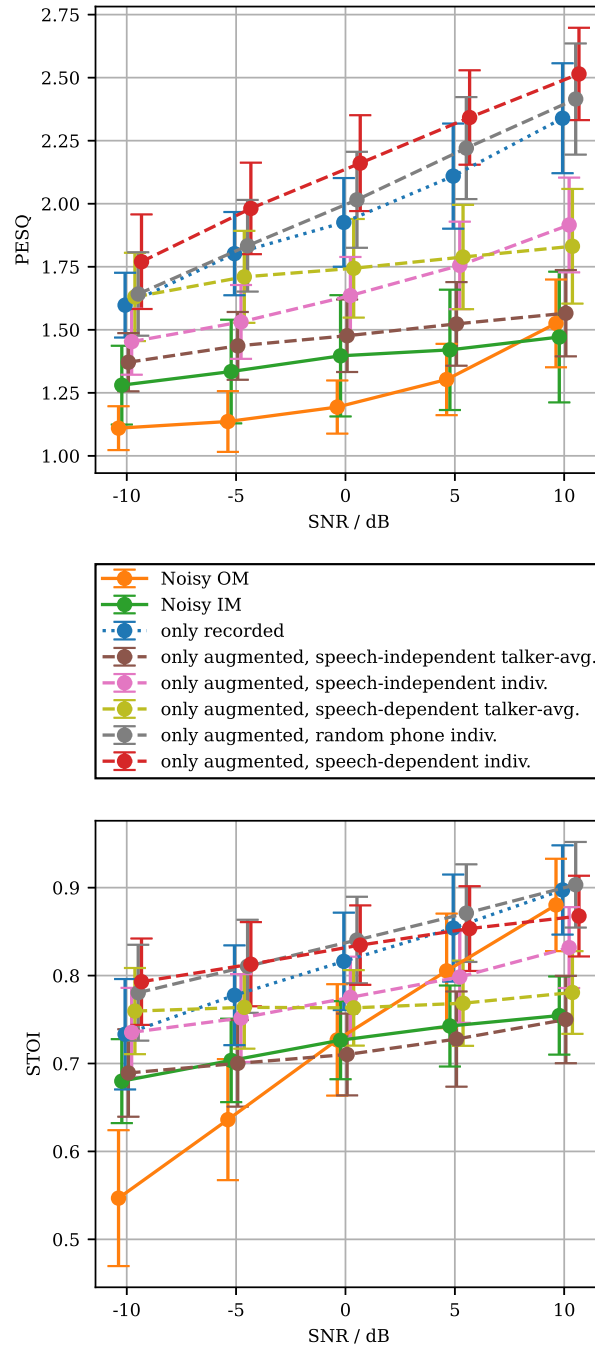 2.75
2.50
2.25
2.00
1.75
1.50
1.25
1.00
PESQ
-10 -5 0 5 10
SNR / dB
Noisy OM
Noisy IM
only recorded
only augmented, speech-independent talker-avg.
only augmented, speech-independent indiv.
only augmented, speech-dependent talker-avg.
only augmented, random phone indiv.
only augmented, speech-dependent indiv.
0.9
0.8
0.7
0.6
0.5
STOI
-10 -5 0 5 10
SNR / dB